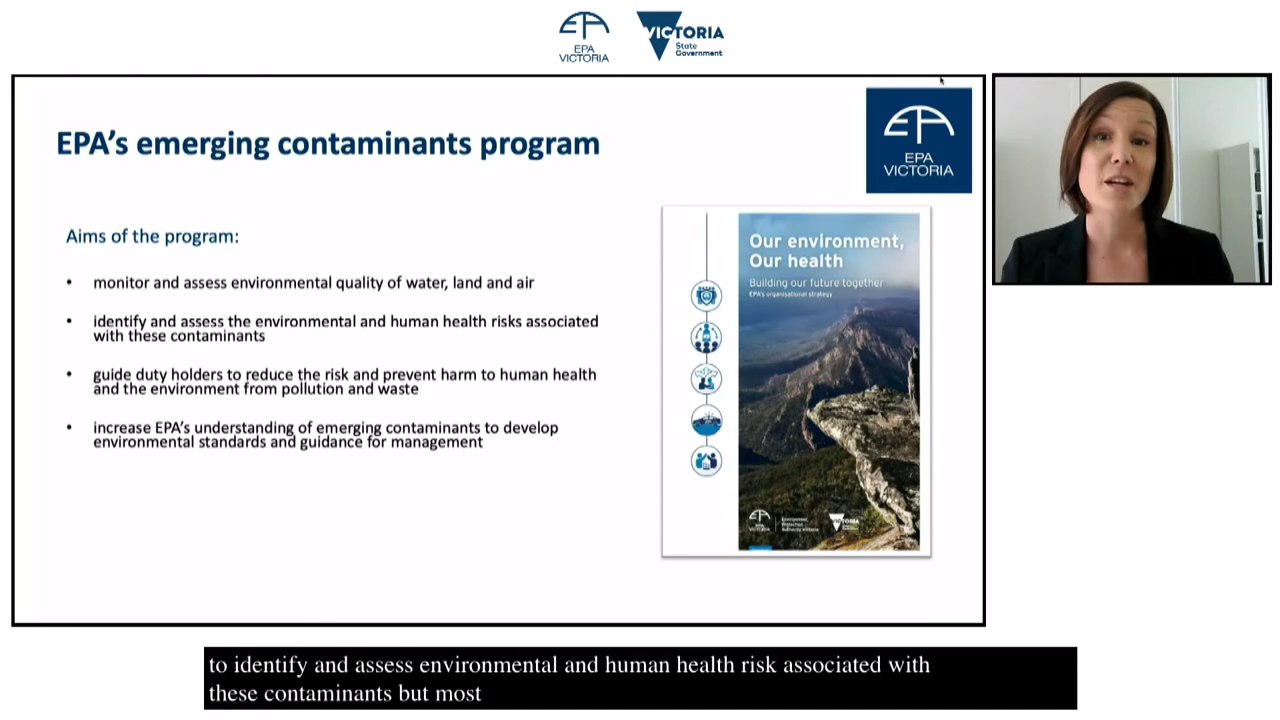 EPA
VICTORIA
VICTORIA
State
Government
EPA's emerging contaminants program
EPA
VICTORIA
Aims of the program:
• monitor and assess environmental quality of water, land and air
• identify and assess the environmental and human health risks associated
with these contaminants
• guide duty holders to reduce the risk and prevent harm to human health
and the environment from pollution and waste
• increase EPA's understanding of emerging contaminants to develop
environmental standards and guidance for management
Our environment,
Our health
Building our future together
EPA's organisational strategy
Environment
Protection
Authority Victoria
VICTORIA
to identify and assess environmental and human health risk associated with
these contaminants but most